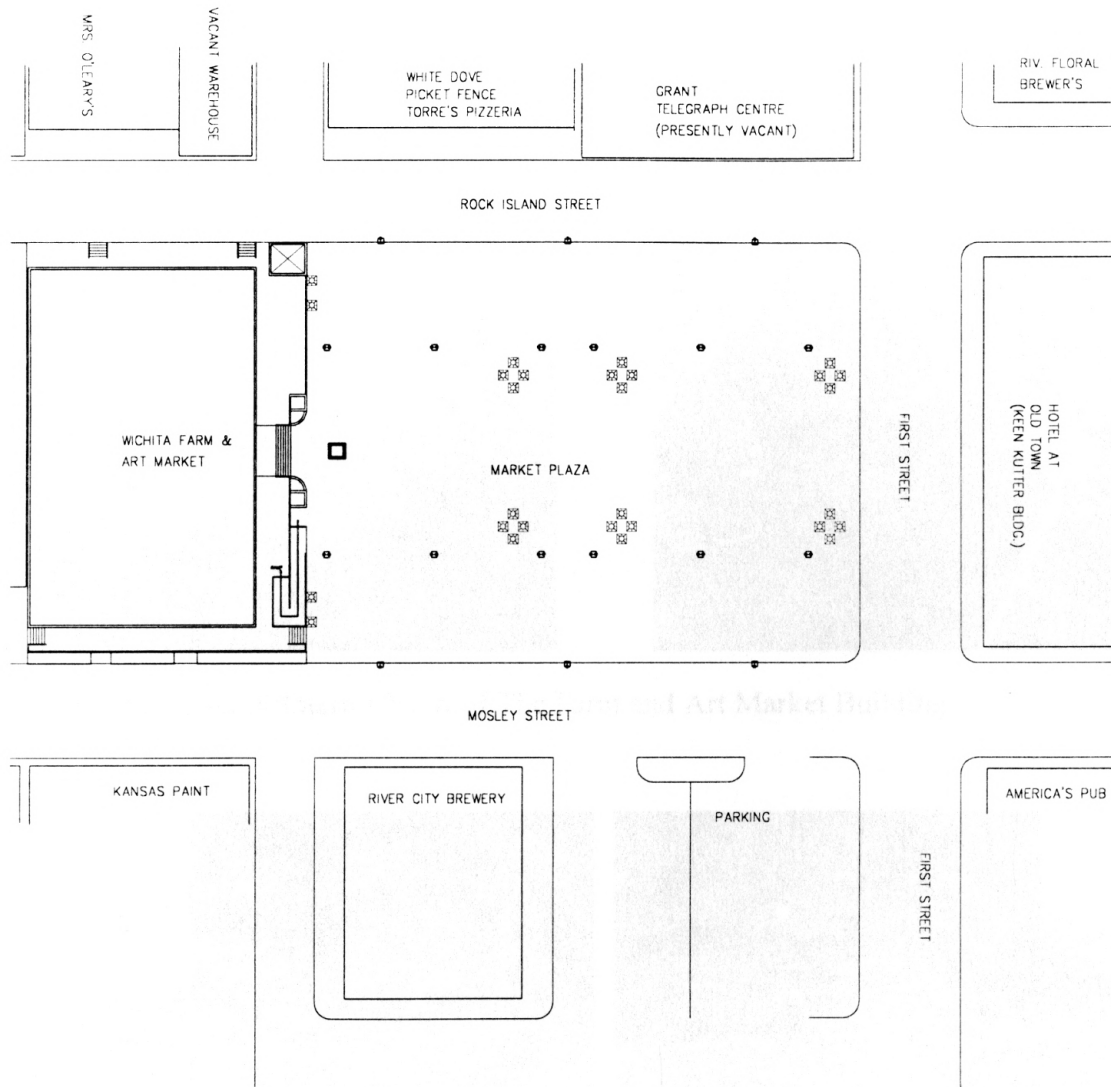 MRS. O'LEARY'S
VACANT WAREHOUSE
WHITE DOVE
PICKET FENCE
TORRE'S PIZZERIA
GRANT
TELEGRAPH CENTRE
(PRESENTLY VACANT)
RIV. FLORAL
BREWER'S
ROCK ISLAND STREET
WICHITA FARM &
ART MARKET
MARKET PLAZA
FIRST STREET
HOTEL AT
OLD TOWN
(KEEN KUTTER BLDG.)
MOSLEY STREET
KANSAS PAINT
RIVER CITY BREWERY
PARKING
FIRST STREET
AMERICA'S PUB